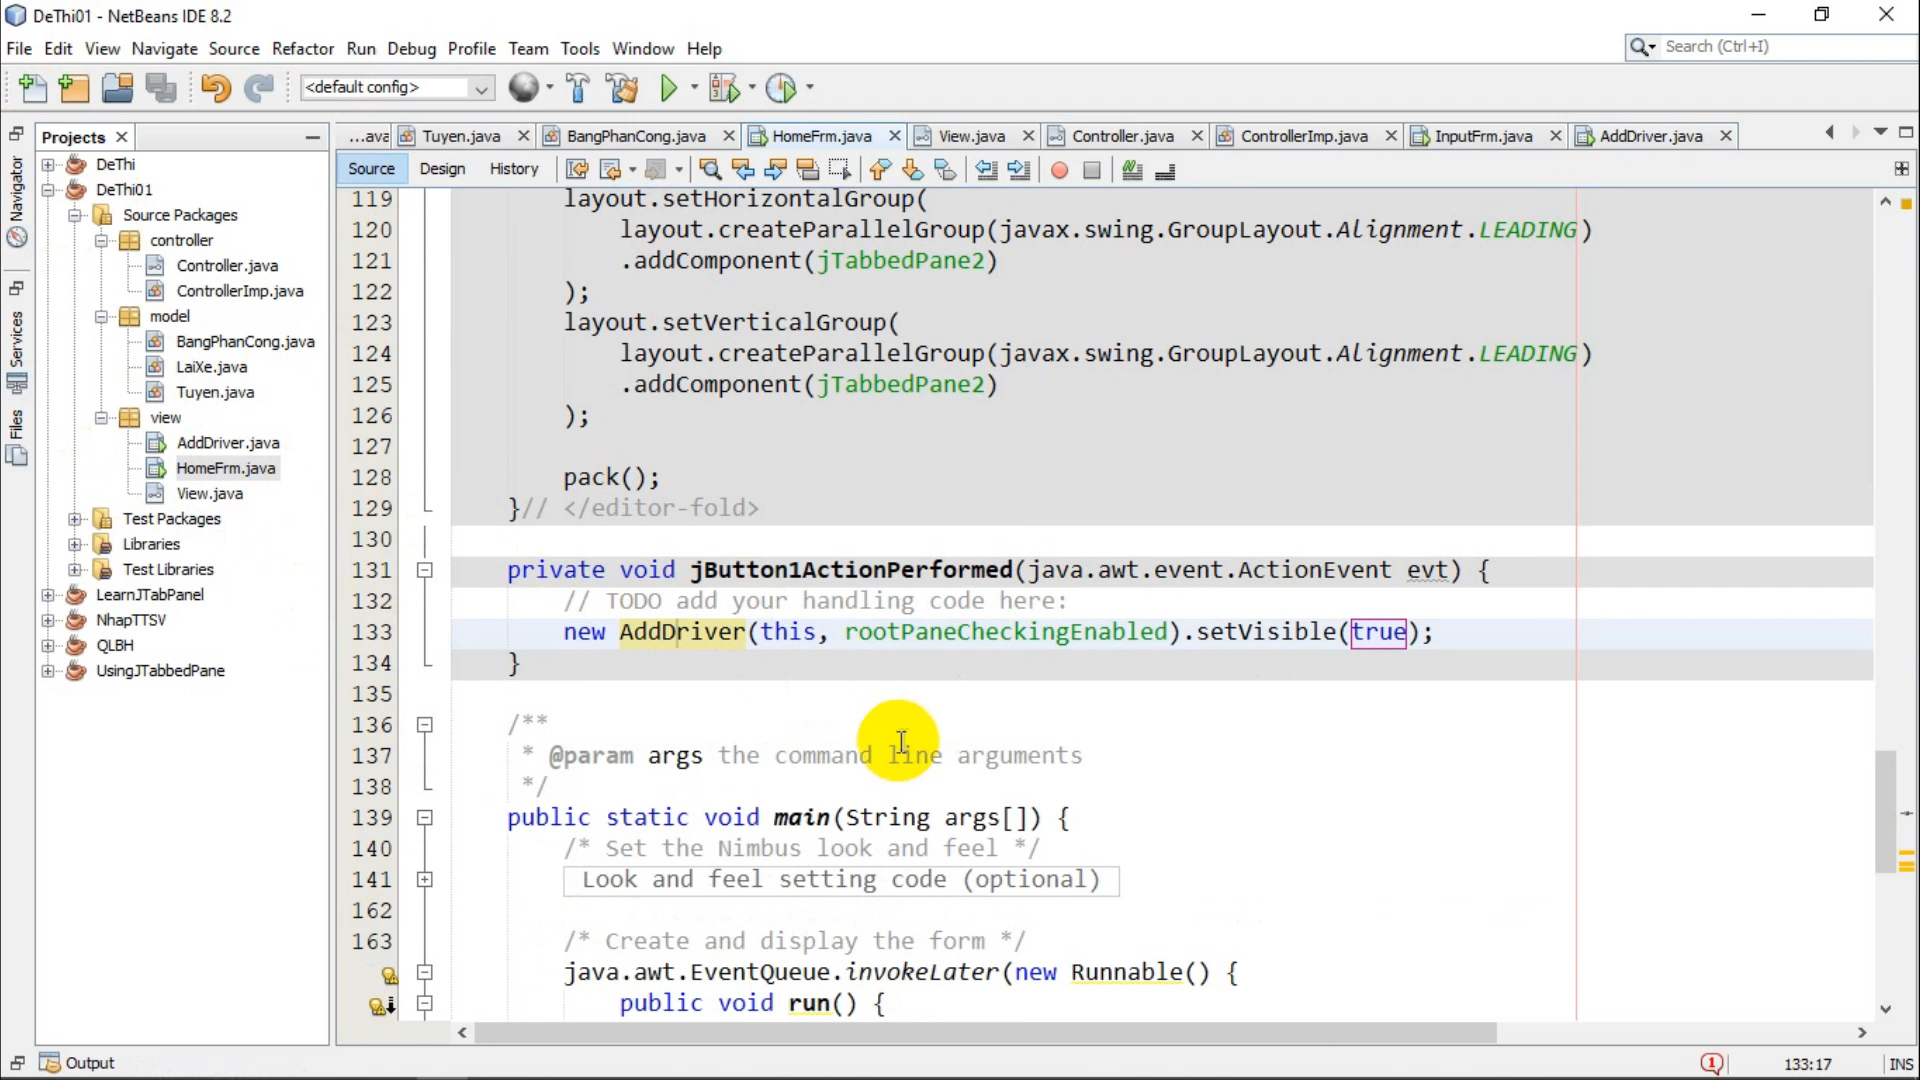 DeThi01 - NetBeans IDE 8.2
File Edit View Navigate Source Refactor Run Debug Profile Team Tools Window Help
Search (Ctrl+I)
<default config>
Projects
...ava Tuyen.java BangPhanCong.java HomeFrm.java View.java Controller.java ControllerImp.java InputFrm.java AddDriver.java
Source Design History
Navigator
Services
Files
DeThi
DeThi01
Source Packages
controller
Controller.java
ControllerImp.java
model
BangPhanCong.java
LaiXe.java
Tuyen.java
view
AddDriver.java
HomeFrm.java
View.java
Test Packages
Libraries
Test Libraries
LearnJTabPanel
NhapTTSV
QLBH
UsingJTabbedPane
119 layout.setHorizontalGroup(
120 layout.createParallelGroup(javax.swing.GroupLayout.Alignment.LEADING)
121 .addComponent(jTabbedPane2)
122 );
123 layout.setVerticalGroup(
124 layout.createParallelGroup(javax.swing.GroupLayout.Alignment.LEADING)
125 .addComponent(jTabbedPane2)
126 );
127
128 pack();
129 }// </editor-fold>
130
131 private void jButton1ActionPerformed(java.awt.event.ActionEvent evt) {
132 // TODO add your handling code here:
133 new AddDriver(this, rootPaneCheckingEnabled).setVisible(true);
134 }
135
136 /**
137 * @param args the command line arguments
138 */
139 public static void main(String args[]) {
140 /* Set the Nimbus look and feel */
141 Look and feel setting code (optional)
162
163 /* Create and display the form */
java.awt.EventQueue.invokeLater(new Runnable() {
public void run() {
Output
1
133:17
INS